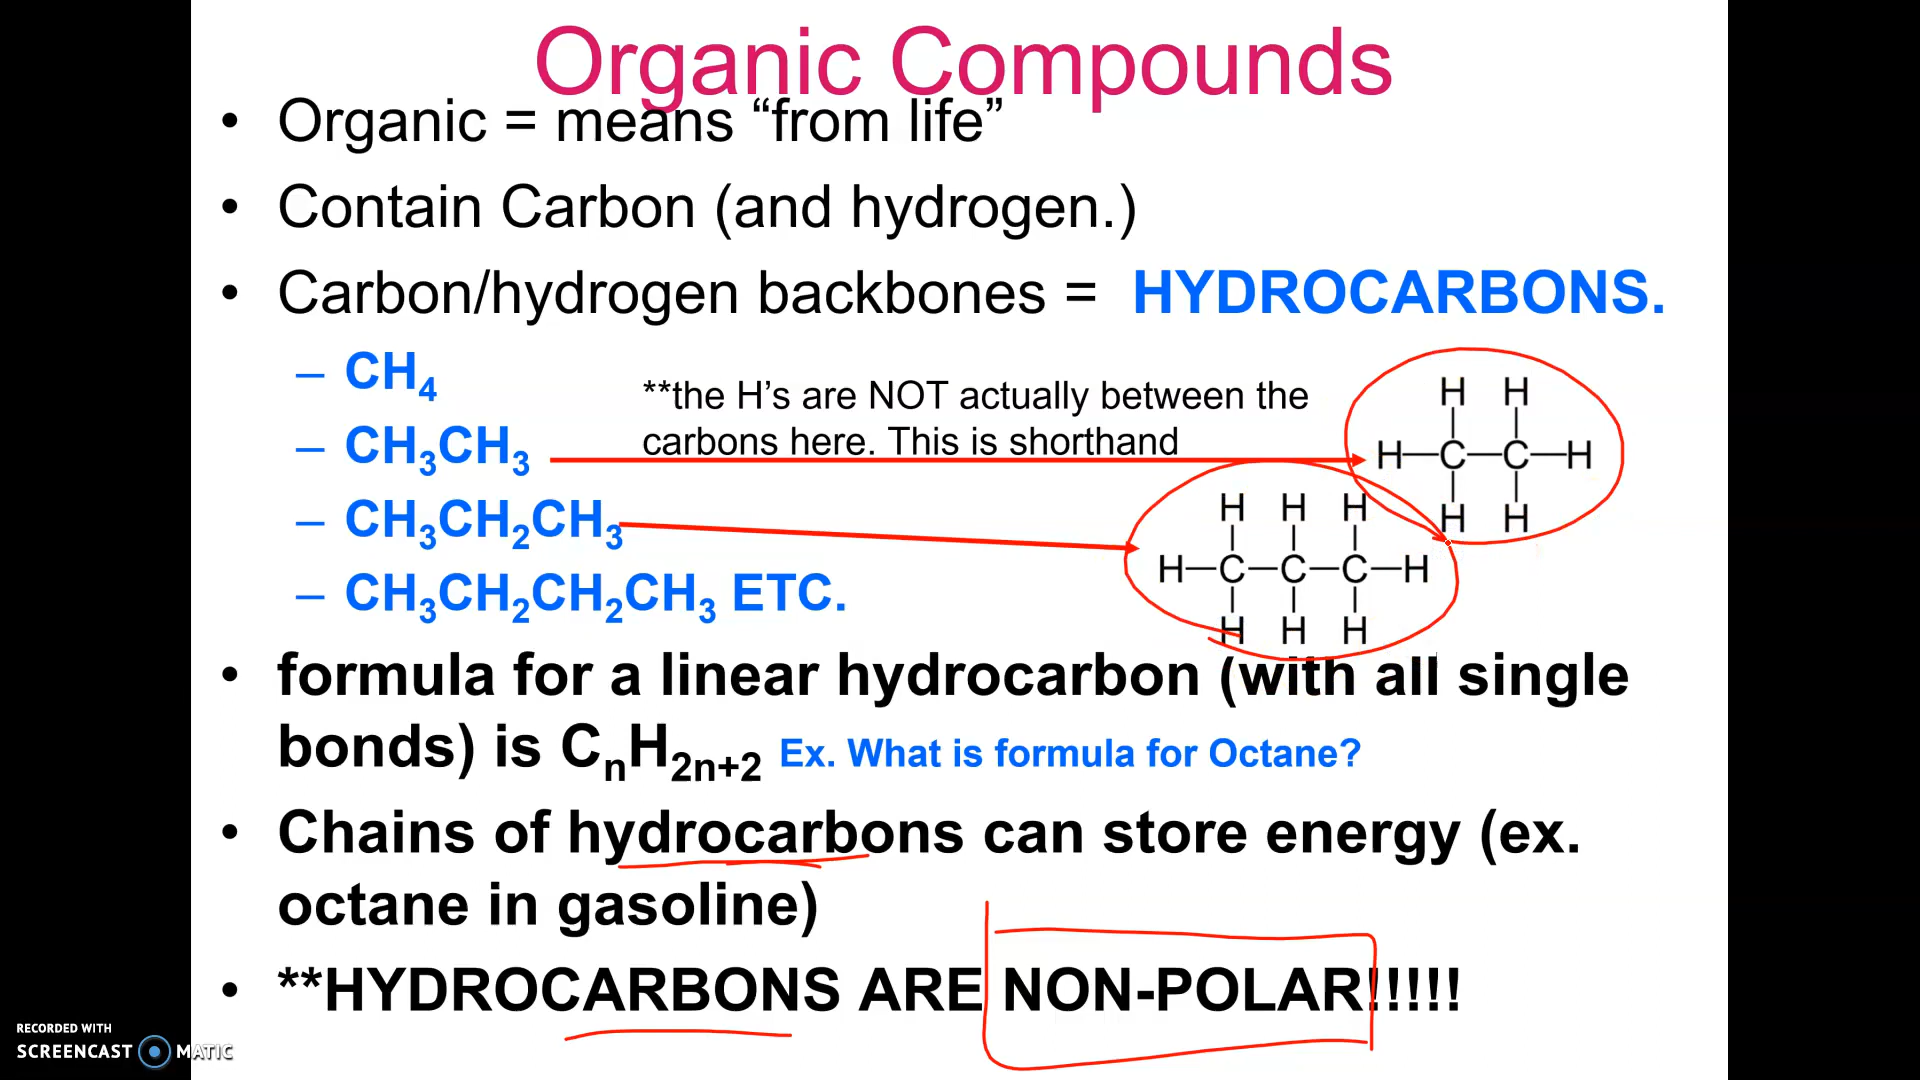 Organic Compounds
• Organic = means “from life”
• Contain Carbon (and hydrogen.)
• Carbon/hydrogen backbones = HYDROCARBONS.
– CH₄
**the H’s are NOT actually between the
carbons here. This is shorthand
– CH₃CH₃
– CH₃CH₂CH₃
– CH₃CH₂CH₂CH₃ ETC.
H H
H—C—C—H
H H
H H H
H—C—C—C—H
H H H
• formula for a linear hydrocarbon (with all single
bonds) is CₙH₂ₙ₊₂ Ex. What is formula for Octane?
• Chains of hydrocarbons can store energy (ex.
octane in gasoline)
• **HYDROCARBONS ARE NON-POLAR!!!!!
RECORDED WITH
SCREENCAST MATIC